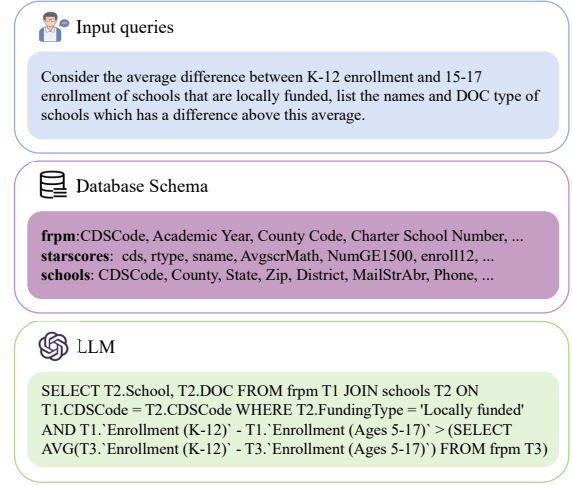 Input queries
Consider the average difference between K-12 enrollment and 15-17
enrollment of schools that are locally funded, list the names and DOC type of
schools which has a difference above this average.
Database Schema
frpm:CDSCode, Academic Year, County Code, Charter School Number, ...
starscores: cds, rtype, sname, AvgscrMath, NumGE1500, enroll12, ...
schools: CDSCode, County, State, Zip, District, MailStrAbr, Phone, ...
LLM
SELECT T2.School, T2.DOC FROM frpm T1 JOIN schools T2 ON
T1.CDSCode = T2.CDSCode WHERE T2.FundingType = 'Locally funded'
AND T1.`Enrollment (K-12)` - T1.`Enrollment (Ages 5-17)` > (SELECT
AVG(T3.`Enrollment (K-12)` - T3.`Enrollment (Ages 5-17)`) FROM frpm T3)